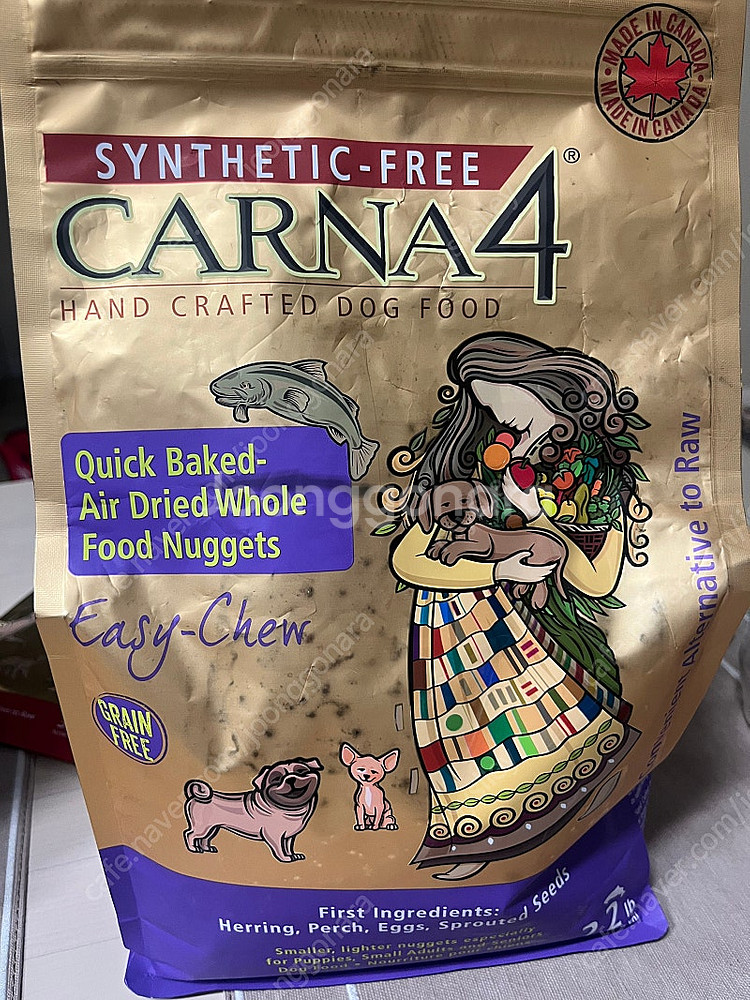 MADE IN CANADA
MADE IN CANADA
SYNTHETIC-FREE
CARNA4®
HAND CRAFTED DOG FOOD
Quick Baked-
Air Dried Whole
Food Nuggets
Easy-Chew
GRAIN
FREE
Alternative to Raw
First Ingredients:
Herring, Perch, Eggs, Sprouted Seeds
2.2 lb
Smaller, lighter nuggets especially
for Puppies, Small Adults and Seniors
joonggonara